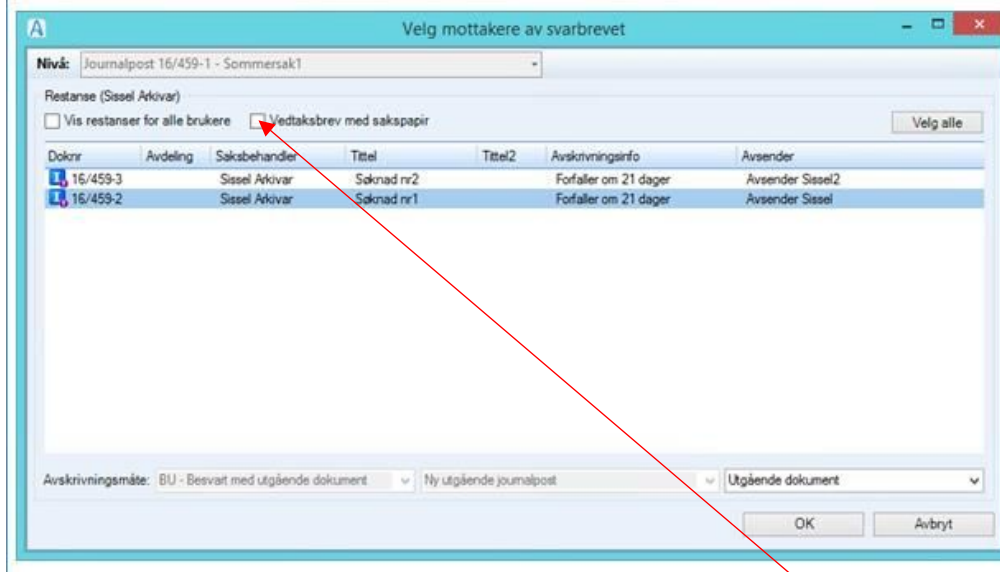 A Velg mottakere av svarbrevet
Nivå: Journalpost 16/459-1 - Sommersak1
Restanse (Sissel Arkivar)
Vis restanser for alle brukere Vedtaksbrev med sakspapir Velg alle
Doknr Avdeling Saksbehandler Tittel Tittel2 Avskrivningsinfo Avsender
I 16/459-3 Sissel Arkivar Søknad nr2 Forfaller om 21 dager Avsender Sissel2
I 16/459-2 Sissel Arkivar Søknad nr1 Forfaller om 21 dager Avsender Sissel
Avskrivningsmåte: BU - Besvart med utgående dokument Ny utgående journalpost Utgående dokument
OK Avbryt